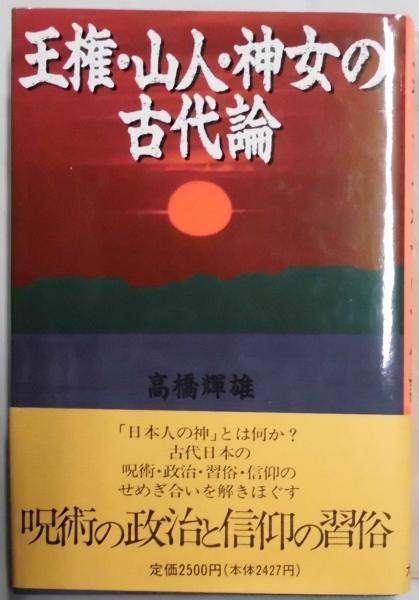 王権・山人・神女の
古代論
高橋輝雄
「日本人の神」とは何か?
古代日本の
呪術・政治・習俗・信仰の
せめぎ合いを解きほぐす
呪術の政治と信仰の習俗
定価2500円(本体2427円)